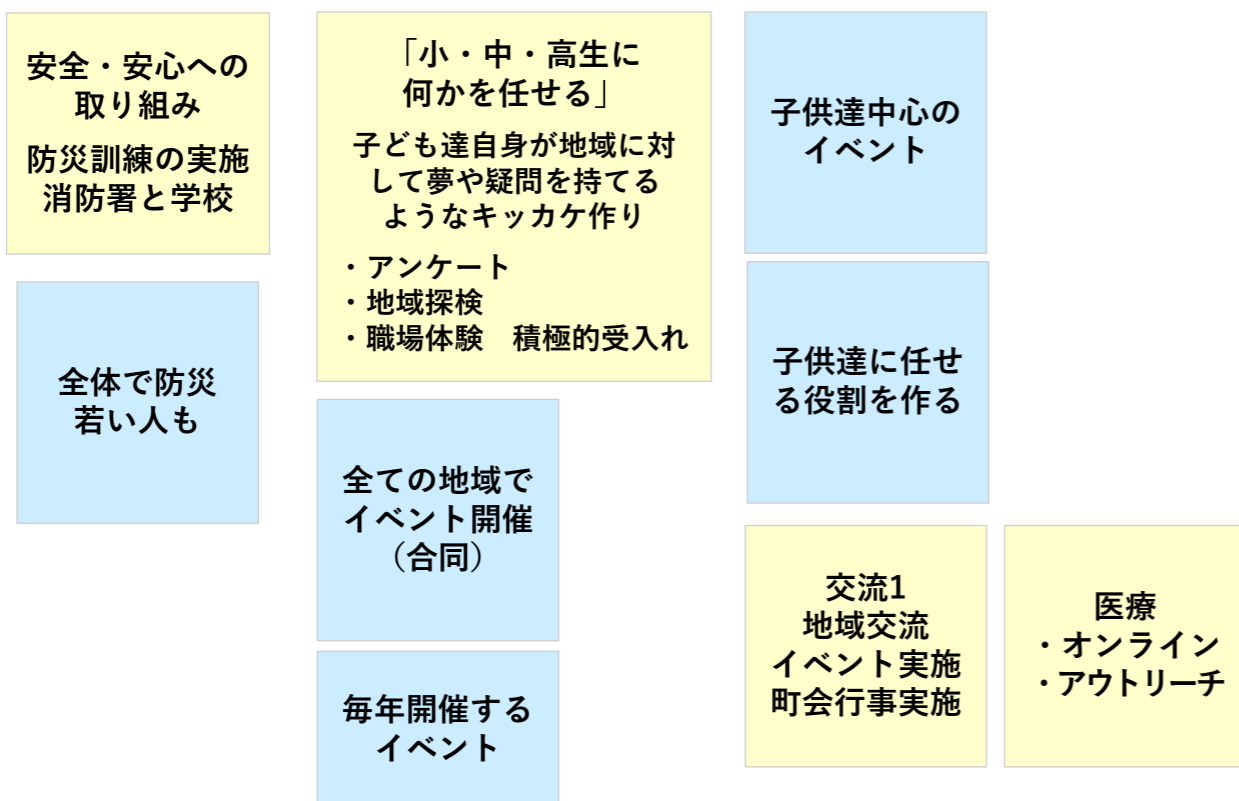 安全・安心への
取り組み
防災訓練の実施
消防署と学校
全体で防災
若い人も
「小・中・高生に
何かを任せる」
子ども達自身が地域に対
して夢や疑問を持てる
ようなキッカケ作り
・アンケート
・地域探検
・職場体験　積極的受入れ
全ての地域で
イベント開催
（合同）
毎年開催する
イベント
子供達中心の
イベント
子供達に任せ
る役割を作る
交流1
地域交流
イベント実施
町会行事実施
医療
・オンライン
・アウトリーチ